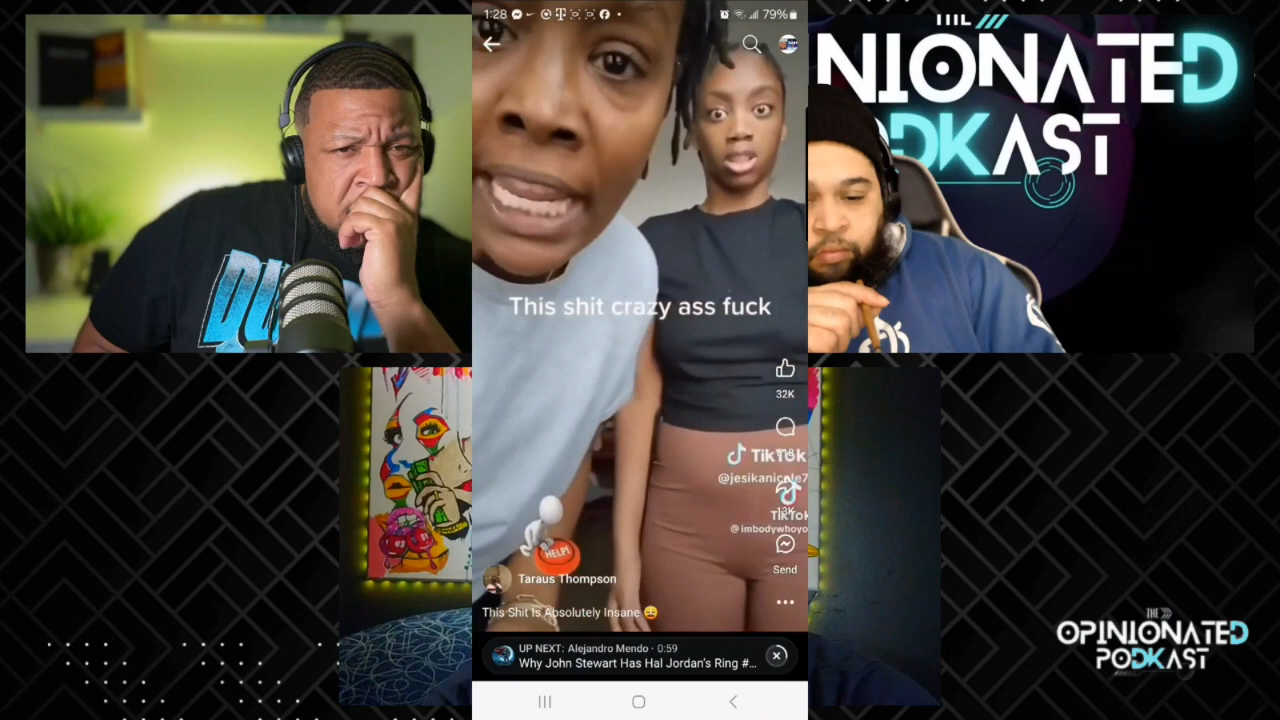 1:28
79%
THE
INIONATED
PODKAST
This shit crazy ass fuck
32K
TikTok
@jesikanicole7
13K
TikTok
@imbodywhoyo
HELP!
Send
Taraus Thompson
This Shit Is Absolutely Insane 😩
UP NEXT: Alejandro Mendo · 0:59
Why John Stewart Has Hal Jordan's Ring #...
THE
OPINIONATED
PODKAST